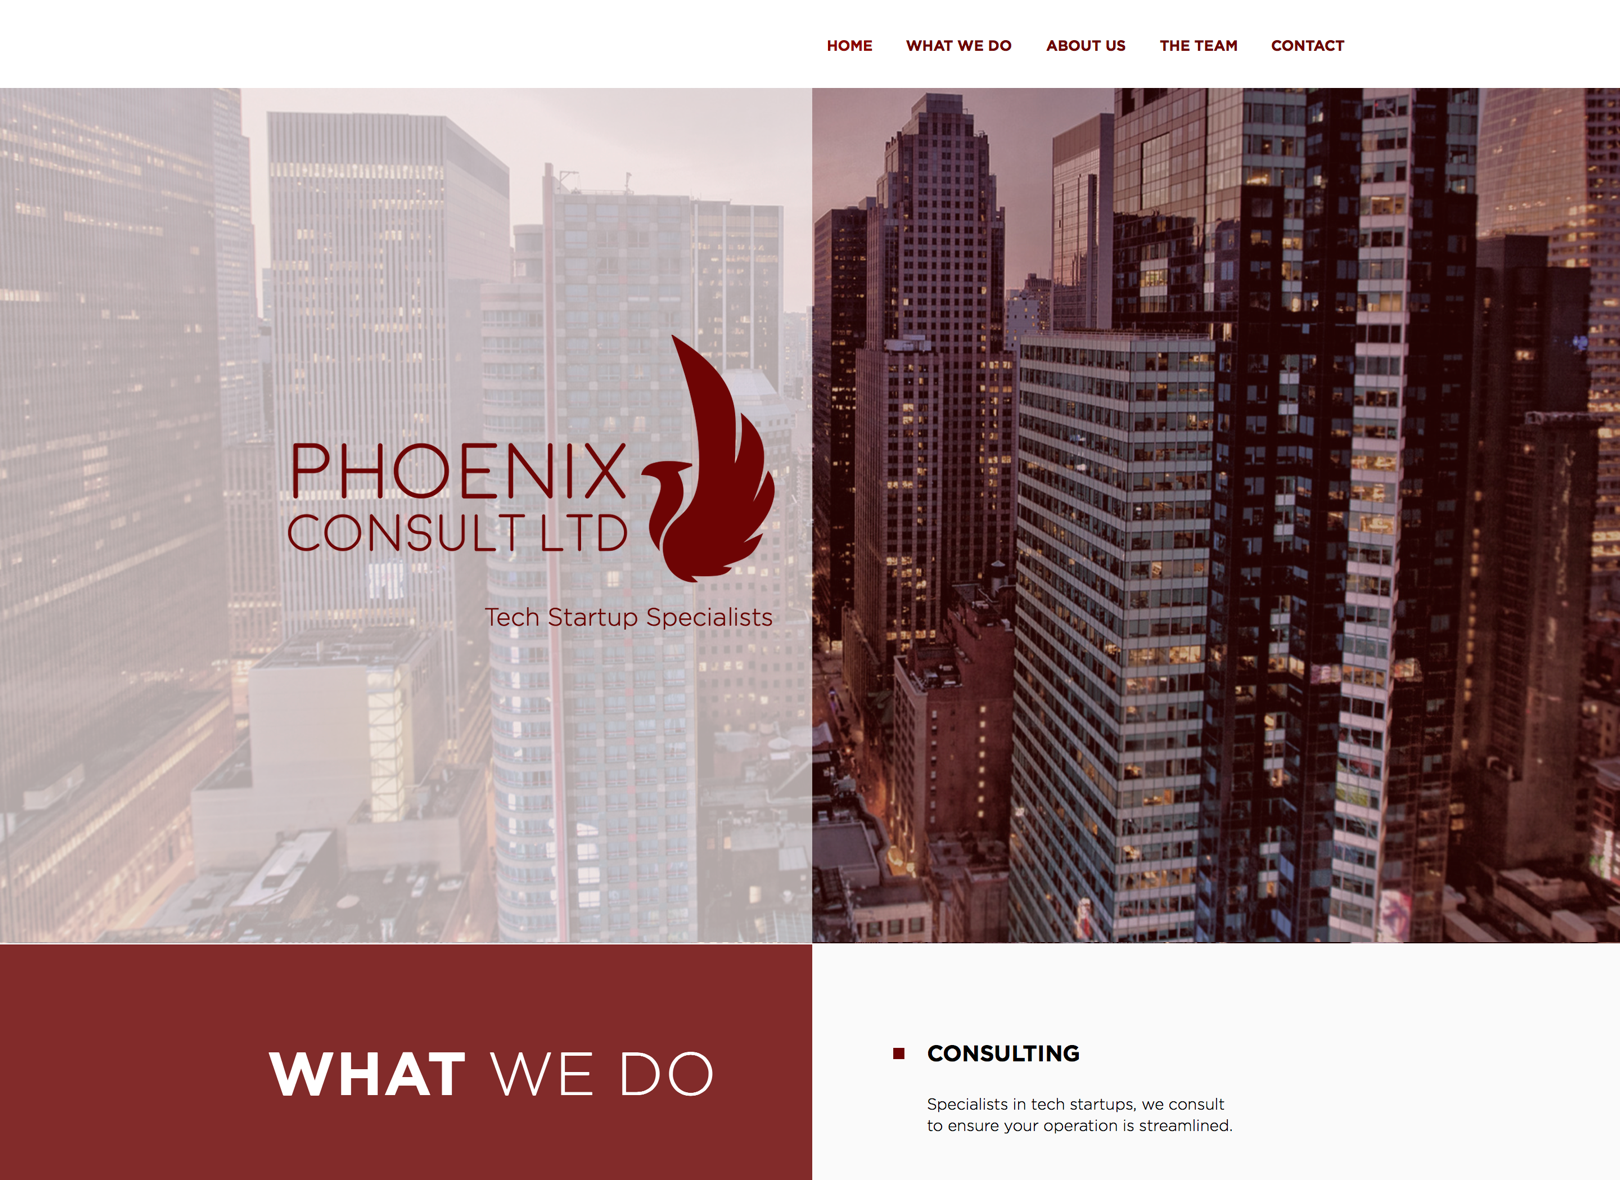 HOME WHAT WE DO ABOUT US THE TEAM CONTACT
PHOENIX
CONSULT LTD
Tech Startup Specialists
WHAT WE DO
CONSULTING
Specialists in tech startups, we consult
to ensure your operation is streamlined.